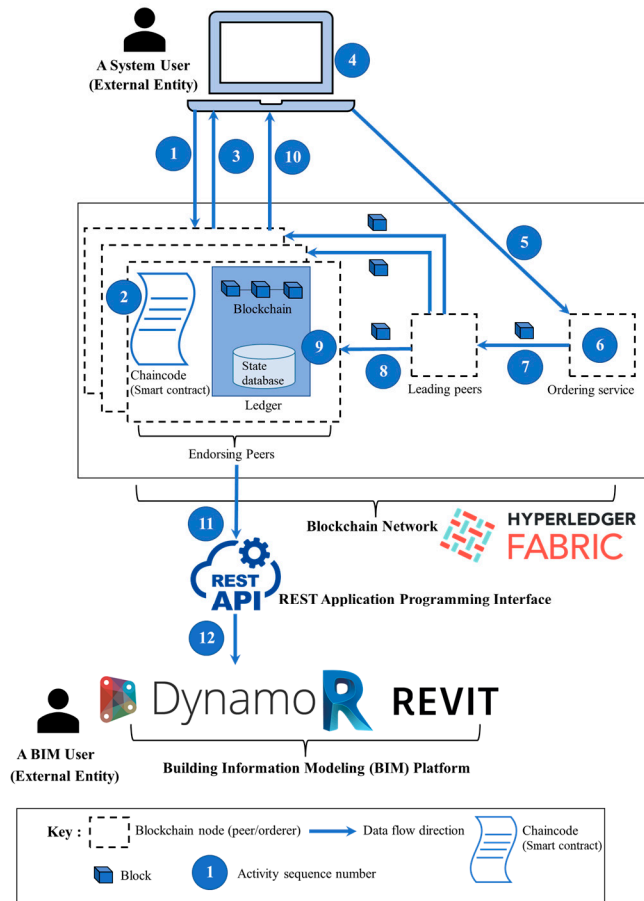 A System User
(External Entity)
4
1
3
10
5
2
Blockchain
State
database
Ledger
9
Chaincode
(Smart contract)
8
Leading peers
7
6
Ordering service
Endorsing Peers
Blockchain Network
HYPERLEDGER
FABRIC
11
REST
API
REST Application Programming Interface
12
Dynamo
R
REVIT
A BIM User
(External Entity)
Building Information Modeling (BIM) Platform
Key :
Blockchain node (peer/orderer)
Data flow direction
Chaincode
(Smart contract)
Block
1
Activity sequence number